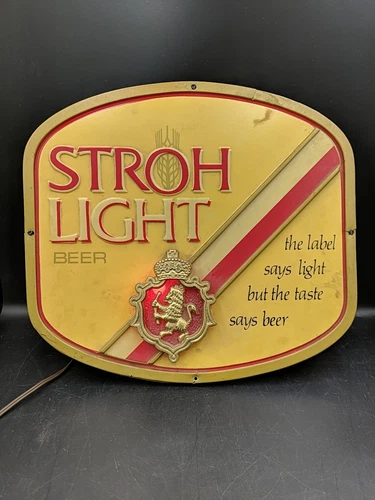 STROH
LIGHT
BEER
the label
says light
but the taste
says beer